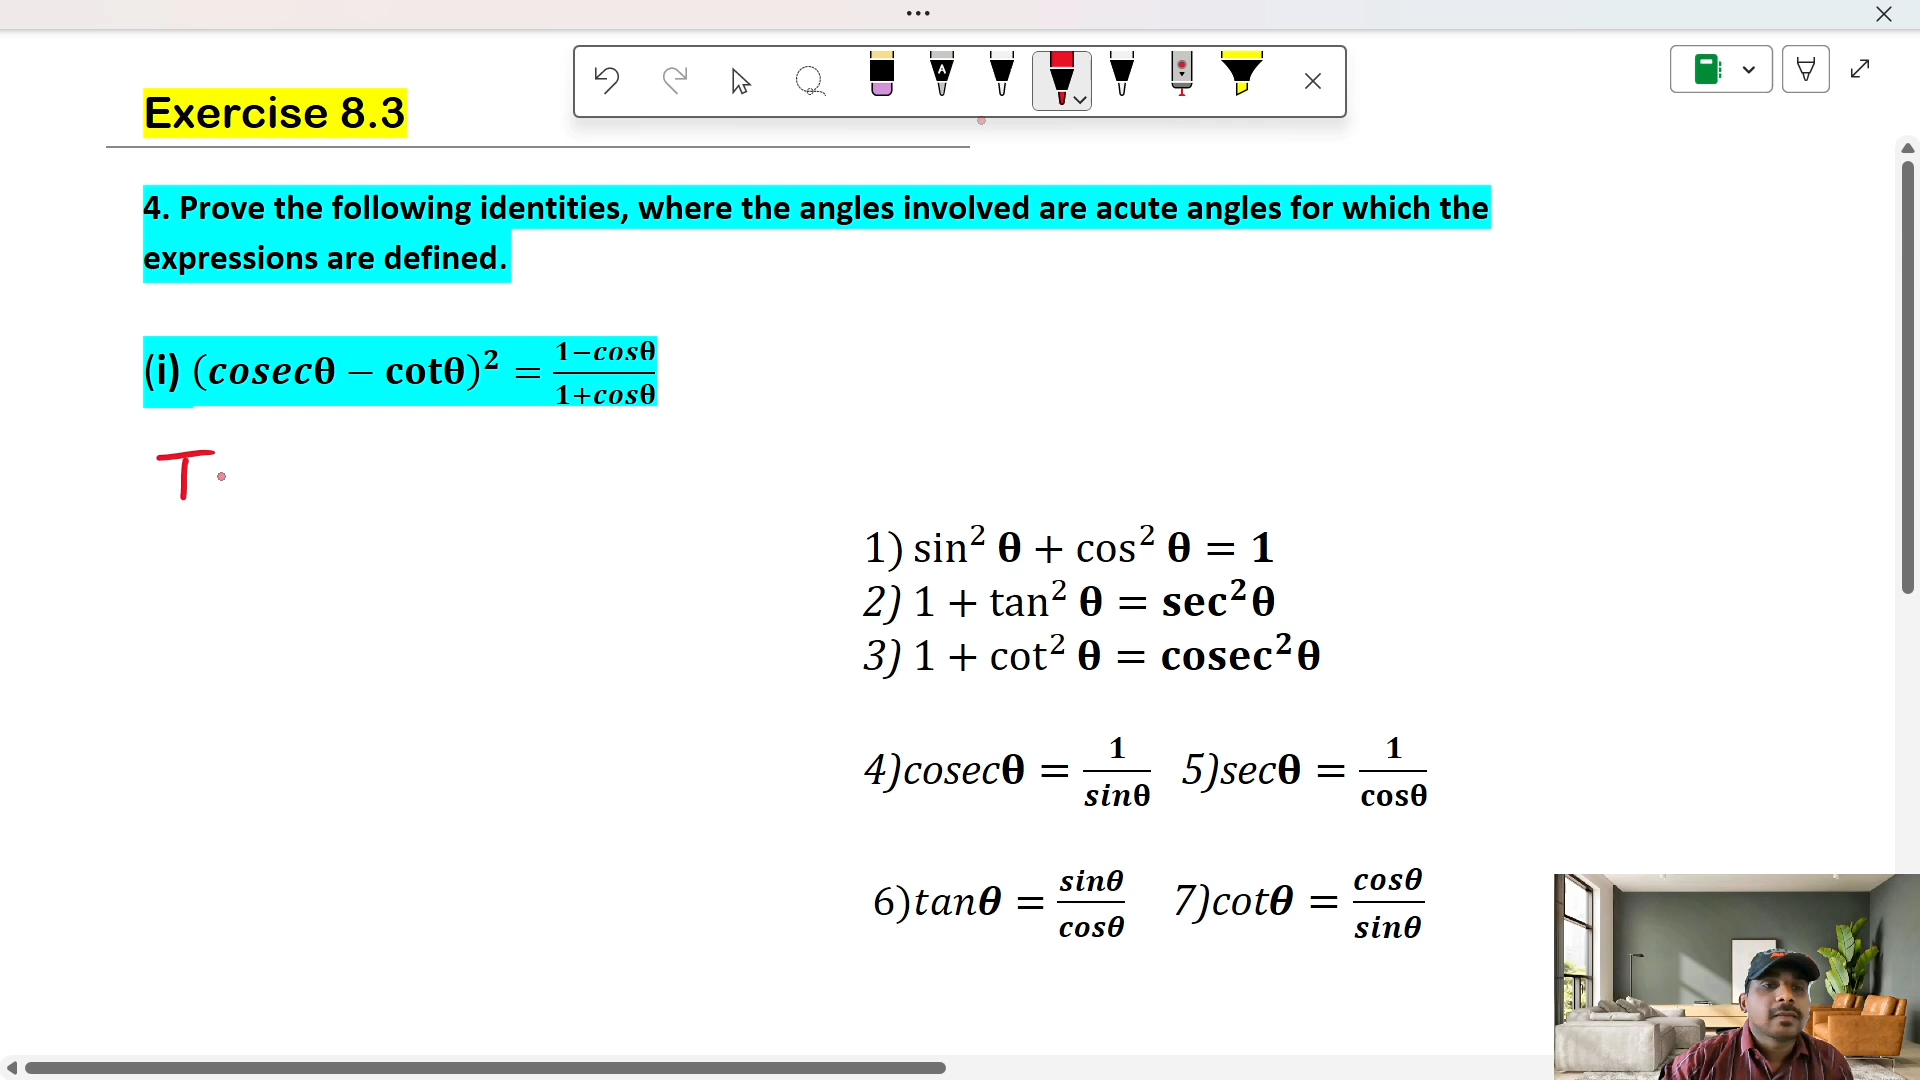 Exercise 8.3
4. Prove the following identities, where the angles involved are acute angles for which the
expressions are defined.
(i) (cosecθ − cotθ)² = (1−cosθ)/(1+cosθ)
T
1) sin² θ + cos² θ = 1
2) 1 + tan² θ = sec²θ
3) 1 + cot² θ = cosec²θ
4)cosecθ = 1/sinθ 5)secθ = 1/cosθ
6)tanθ = sinθ/cosθ 7)cotθ = cosθ/sinθ